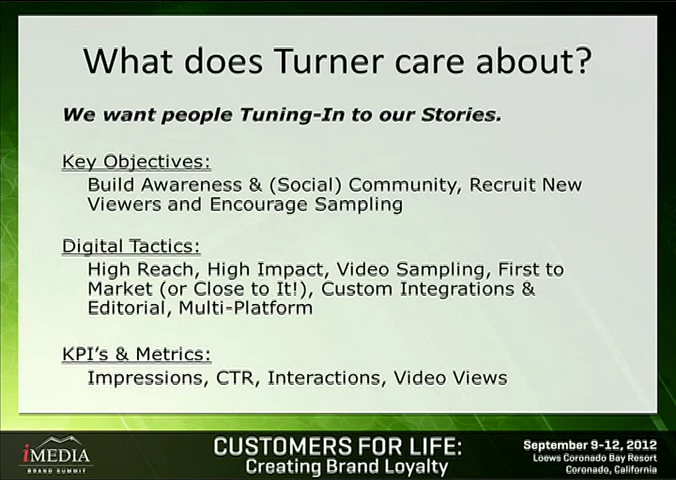 What does Turner care about?
We want people Tuning-In to our Stories.
Key Objectives:
Build Awareness & (Social) Community, Recruit New
Viewers and Encourage Sampling
Digital Tactics:
High Reach, High Impact, Video Sampling, First to
Market (or Close to It!), Custom Integrations &
Editorial, Multi-Platform
KPI's & Metrics:
Impressions, CTR, Interactions, Video Views
iMEDIA
BRAND SUMMIT
CUSTOMERS FOR LIFE:
Creating Brand Loyalty
September 9-12, 2012
Loews Coronado Bay Resort
Coronado, California